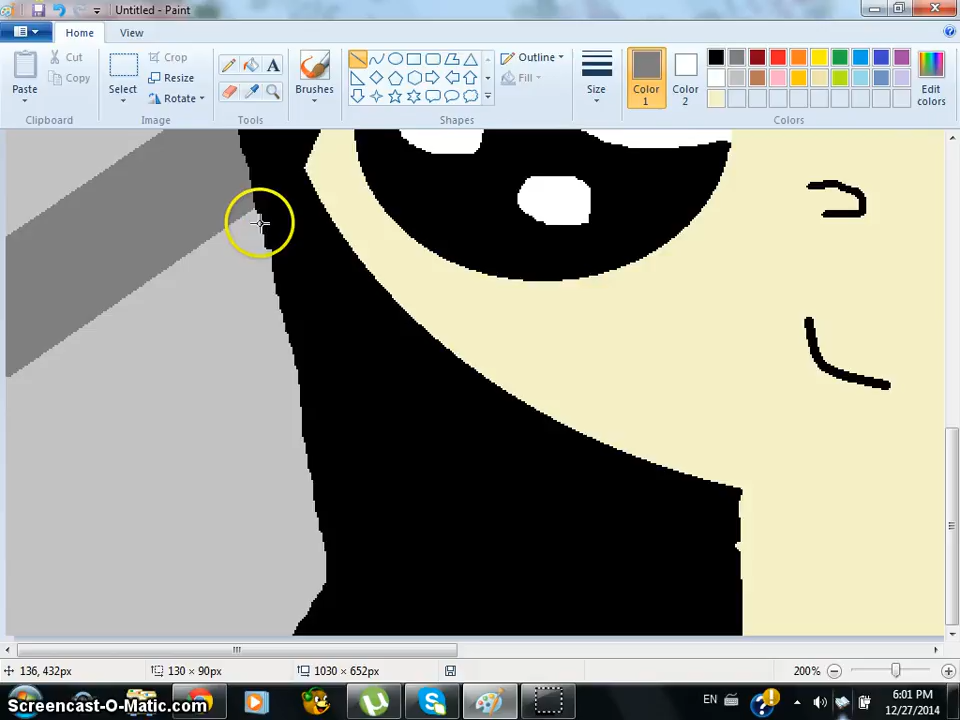 Untitled - Paint
Home View
Paste
Cut
Copy
Clipboard
Select
Crop
Resize
Rotate
Image
A
Tools
Brushes
Outline
Fill
Shapes
Size
Color 1
Color 2
Edit colors
Colors
136, 432px
130 × 90px
1030 × 652px
200%
EN
6:01 PM
12/27/2014
Screencast-O-Matic.com